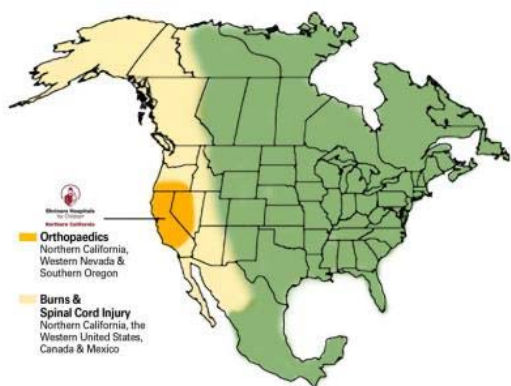 Shriners Hospitals
for Children
Northern California
Orthopaedics
Northern California,
Western Nevada &
Southern Oregon
Burns &
Spinal Cord Injury
Northern California, the
Western United States,
Canada & Mexico